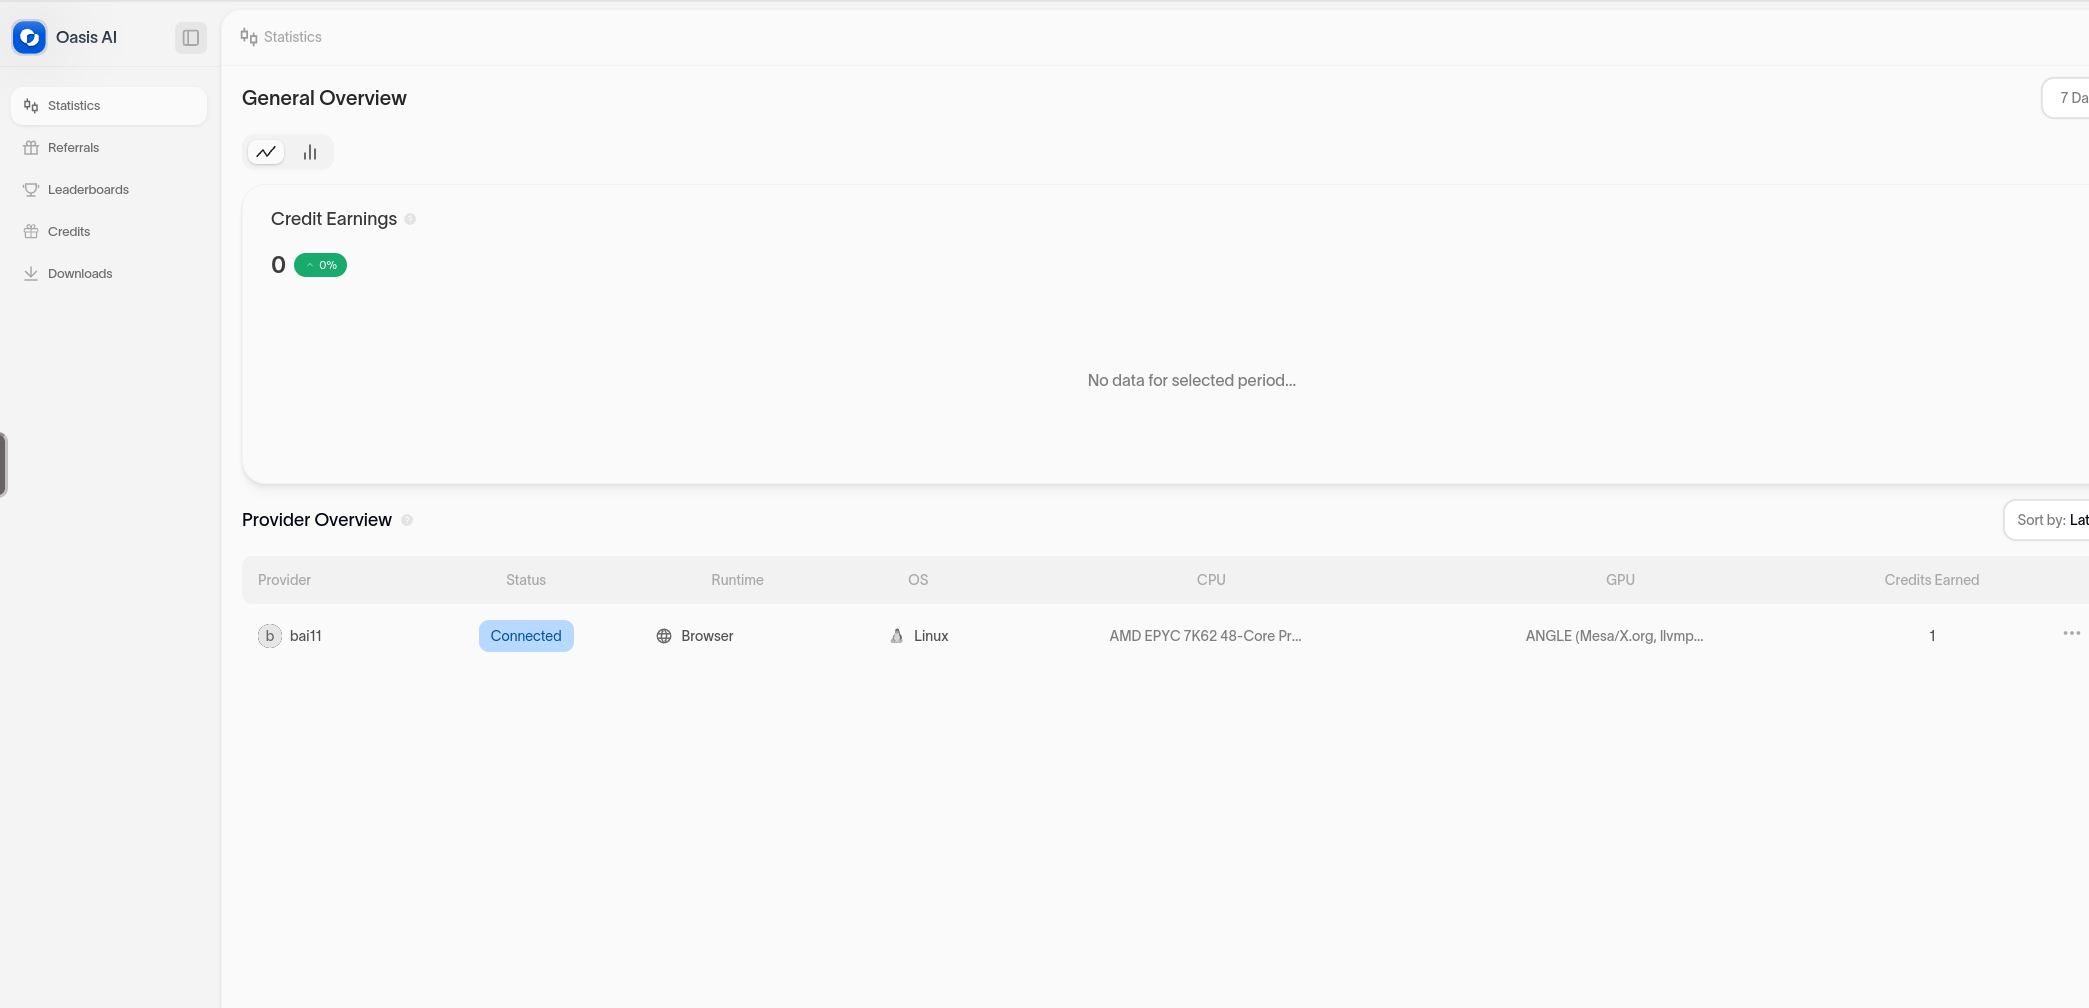 Oasis AI
Statistics
Referrals
Leaderboards
Credits
Downloads
Statistics
General Overview
7 Da
Credit Earnings
0
0%
No data for selected period...
Provider Overview
Sort by: Lat
Provider Status Runtime OS CPU GPU Credits Earned
b bai11 Connected Browser Linux AMD EPYC 7K62 48-Core Pr... ANGLE (Mesa/X.org, llvmp... 1